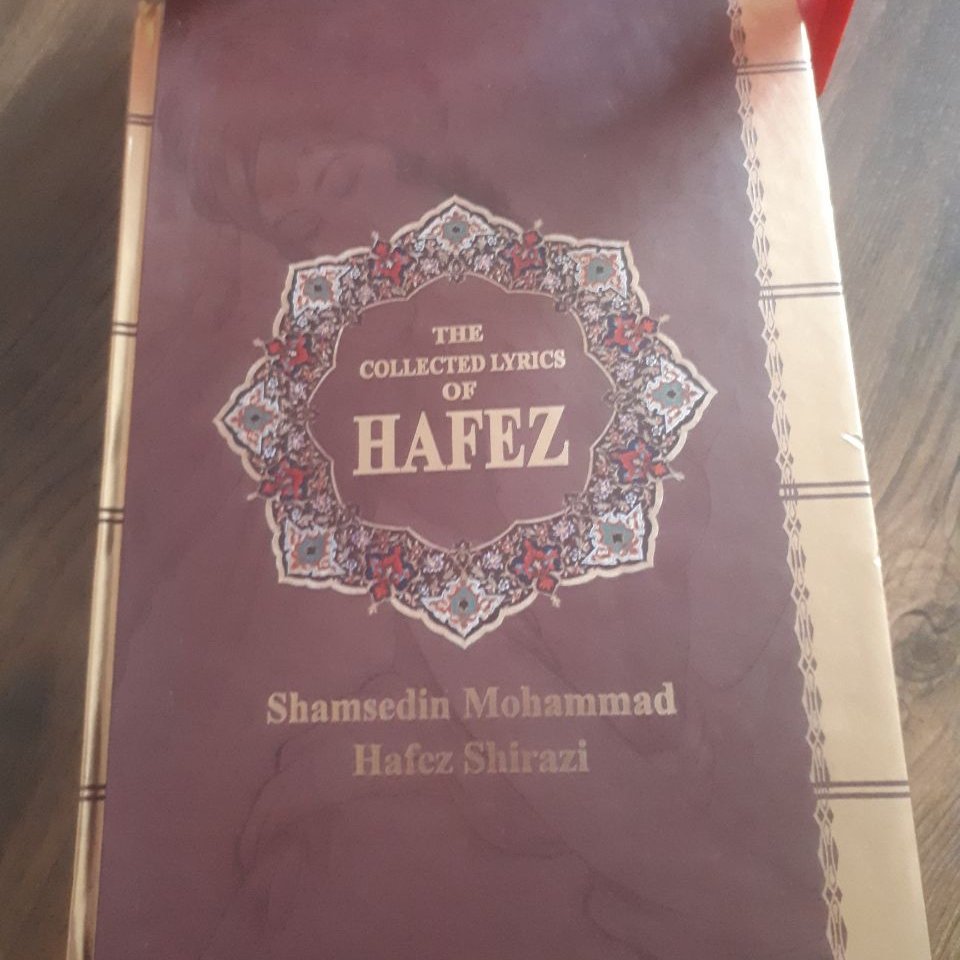 THE
COLLECTED LYRICS
OF
HAFEZ
Shamsedin Mohammad
Hafez Shirazi